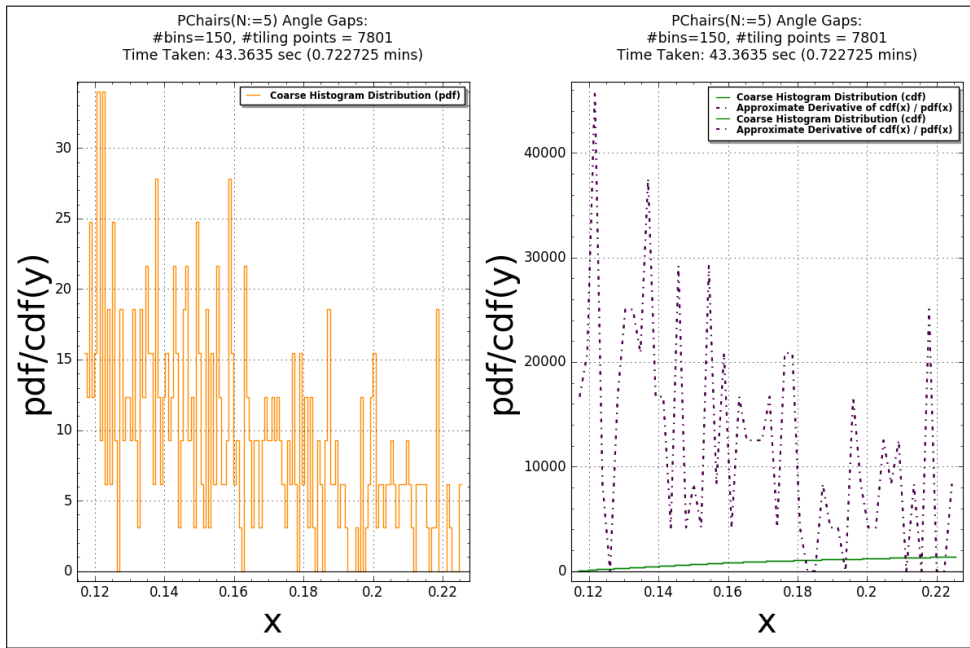 PChairs(N:=5) Angle Gaps:
#bins=150, #tiling points = 7801
Time Taken: 43.3635 sec (0.722725 mins)
Coarse Histogram Distribution (pdf)
30
25
20
15
10
5
0
0.12
0.14
0.16
0.18
0.2
0.22
pdf/cdf(y)
x
PChairs(N:=5) Angle Gaps:
#bins=150, #tiling points = 7801
Time Taken: 43.3635 sec (0.722725 mins)
Coarse Histogram Distribution (cdf)
Approximate Derivative of cdf(x) / pdf(x)
Coarse Histogram Distribution (cdf)
Approximate Derivative of cdf(x) / pdf(x)
40000
30000
20000
10000
0
0.12
0.14
0.16
0.18
0.2
0.22
pdf/cdf(y)
x